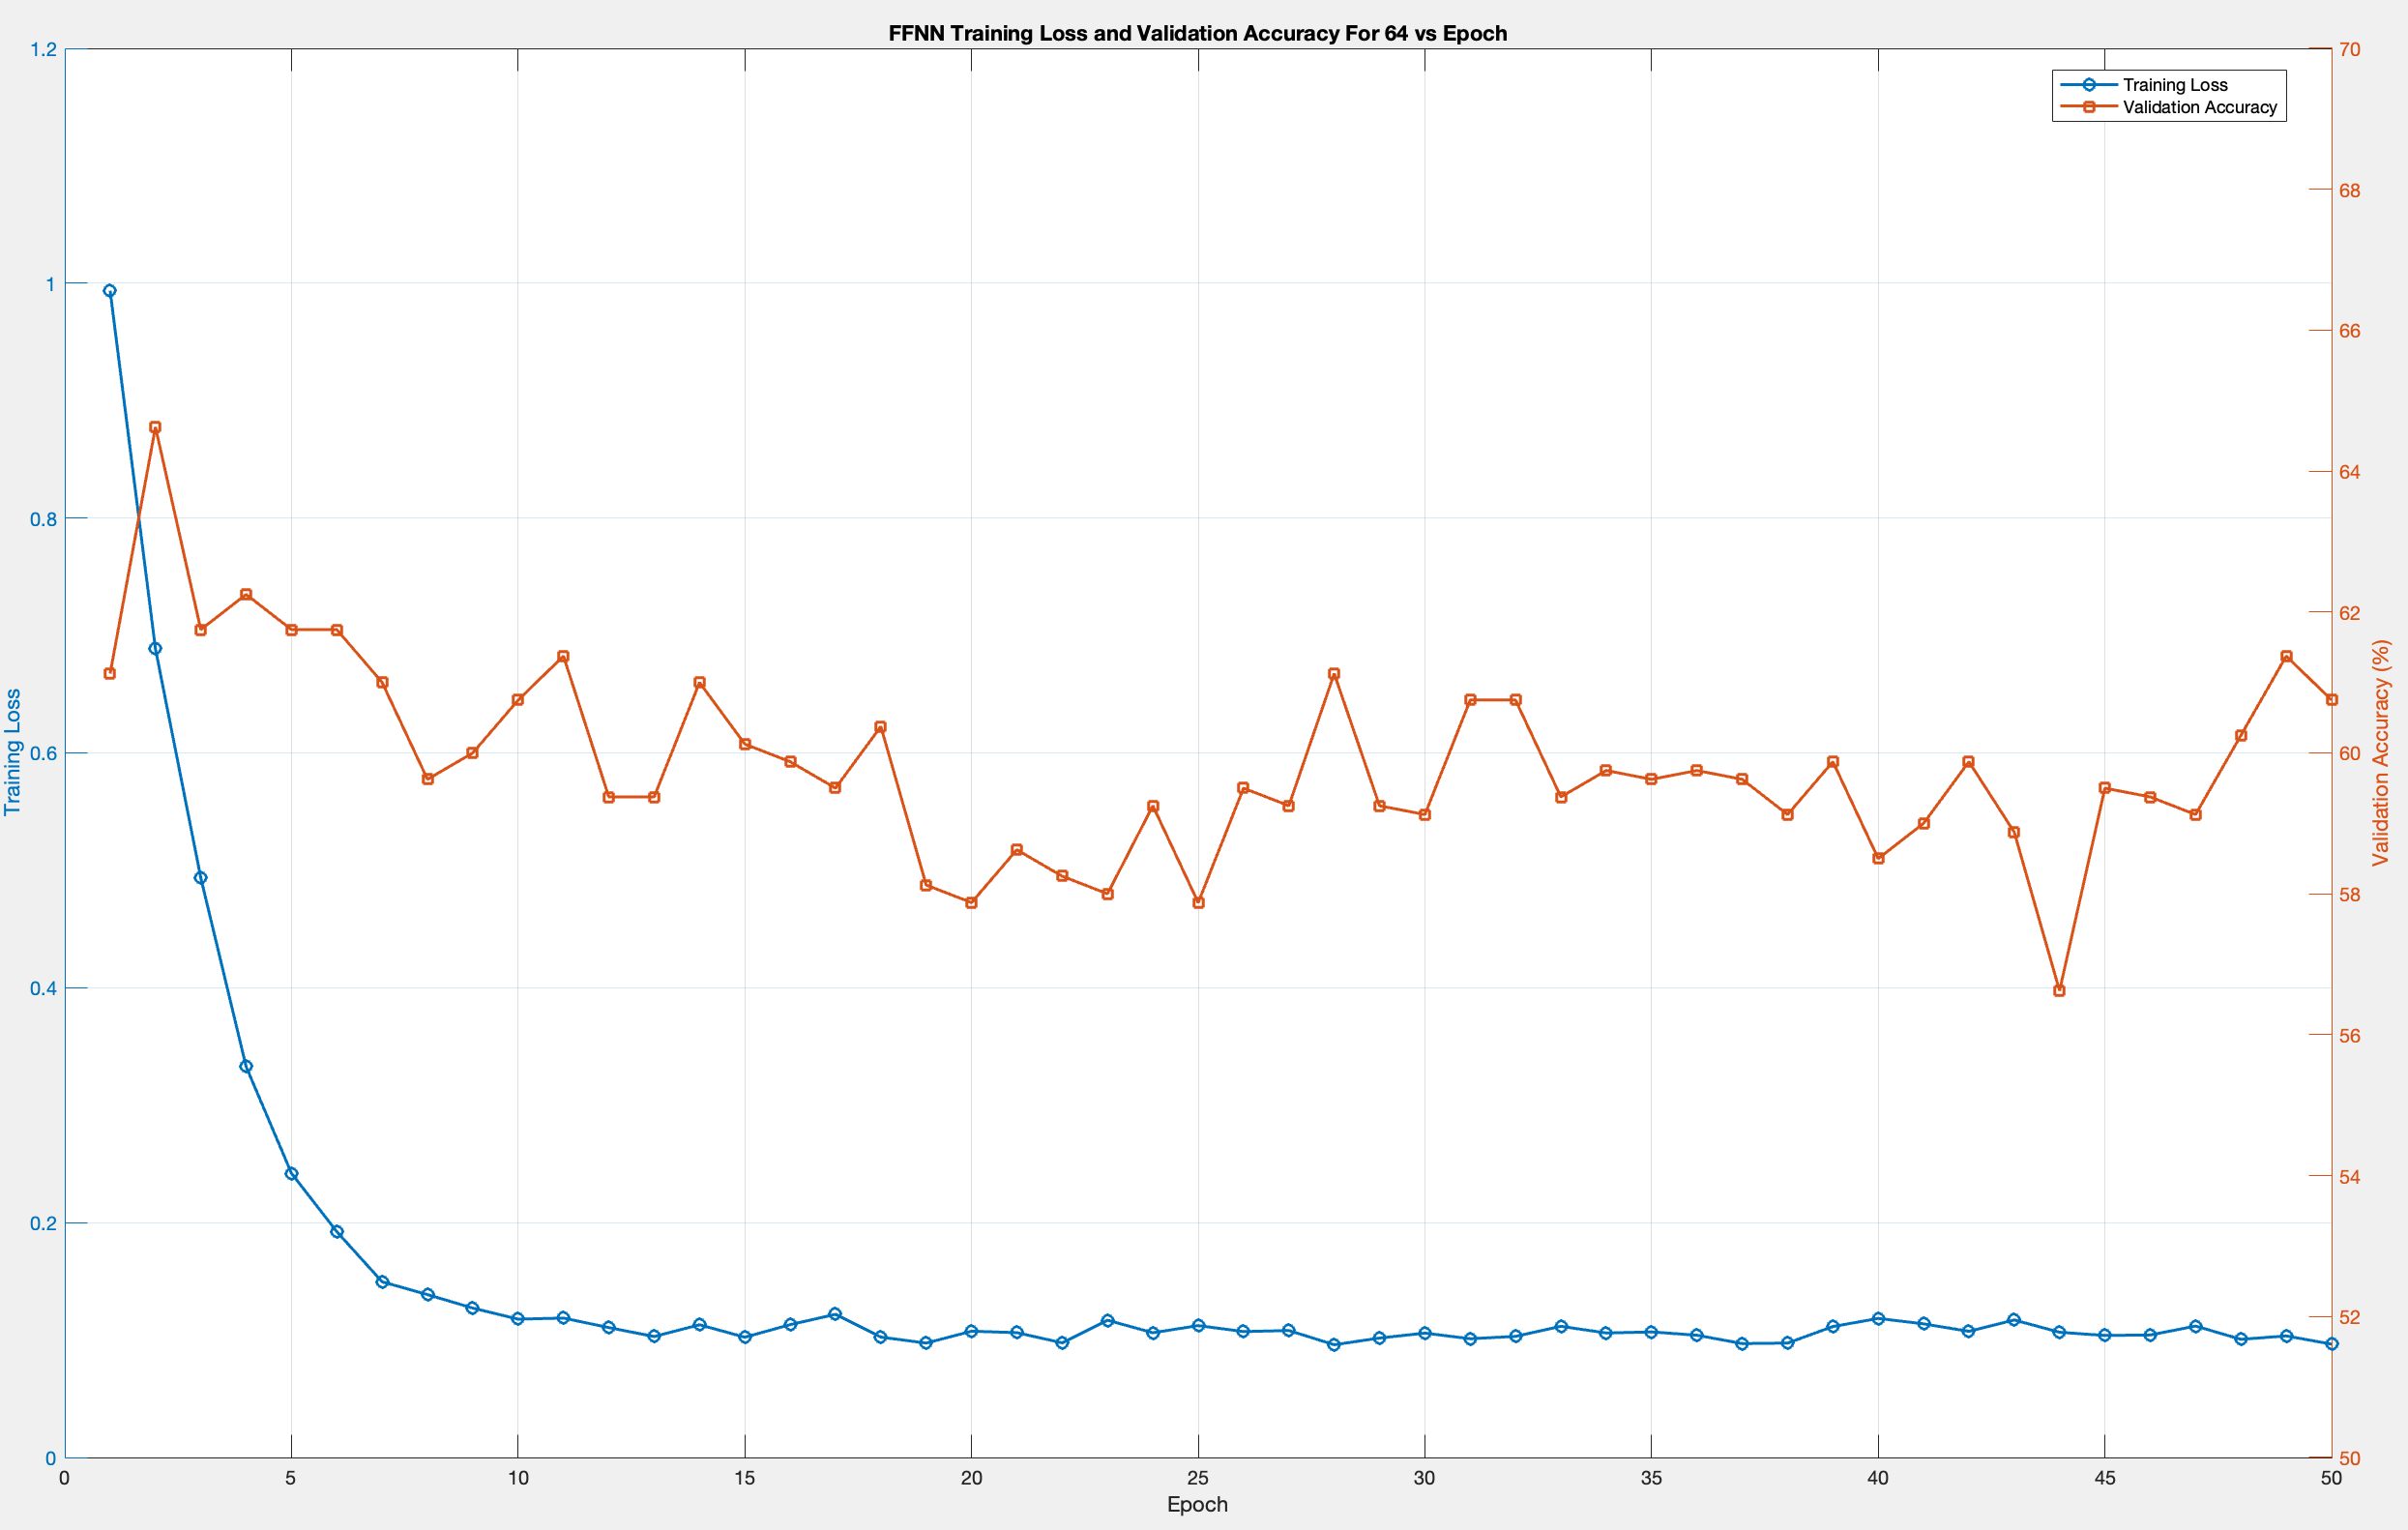 FFNN Training Loss and Validation Accuracy For 64 vs Epoch
Training Loss
Validation Accuracy
1.2
1
0.8
0.6
0.4
0.2
0
Training Loss
70
68
66
64
62
60
58
56
54
52
50
Validation Accuracy (%)
0 5 10 15 20 25 30 35 40 45 50
Epoch